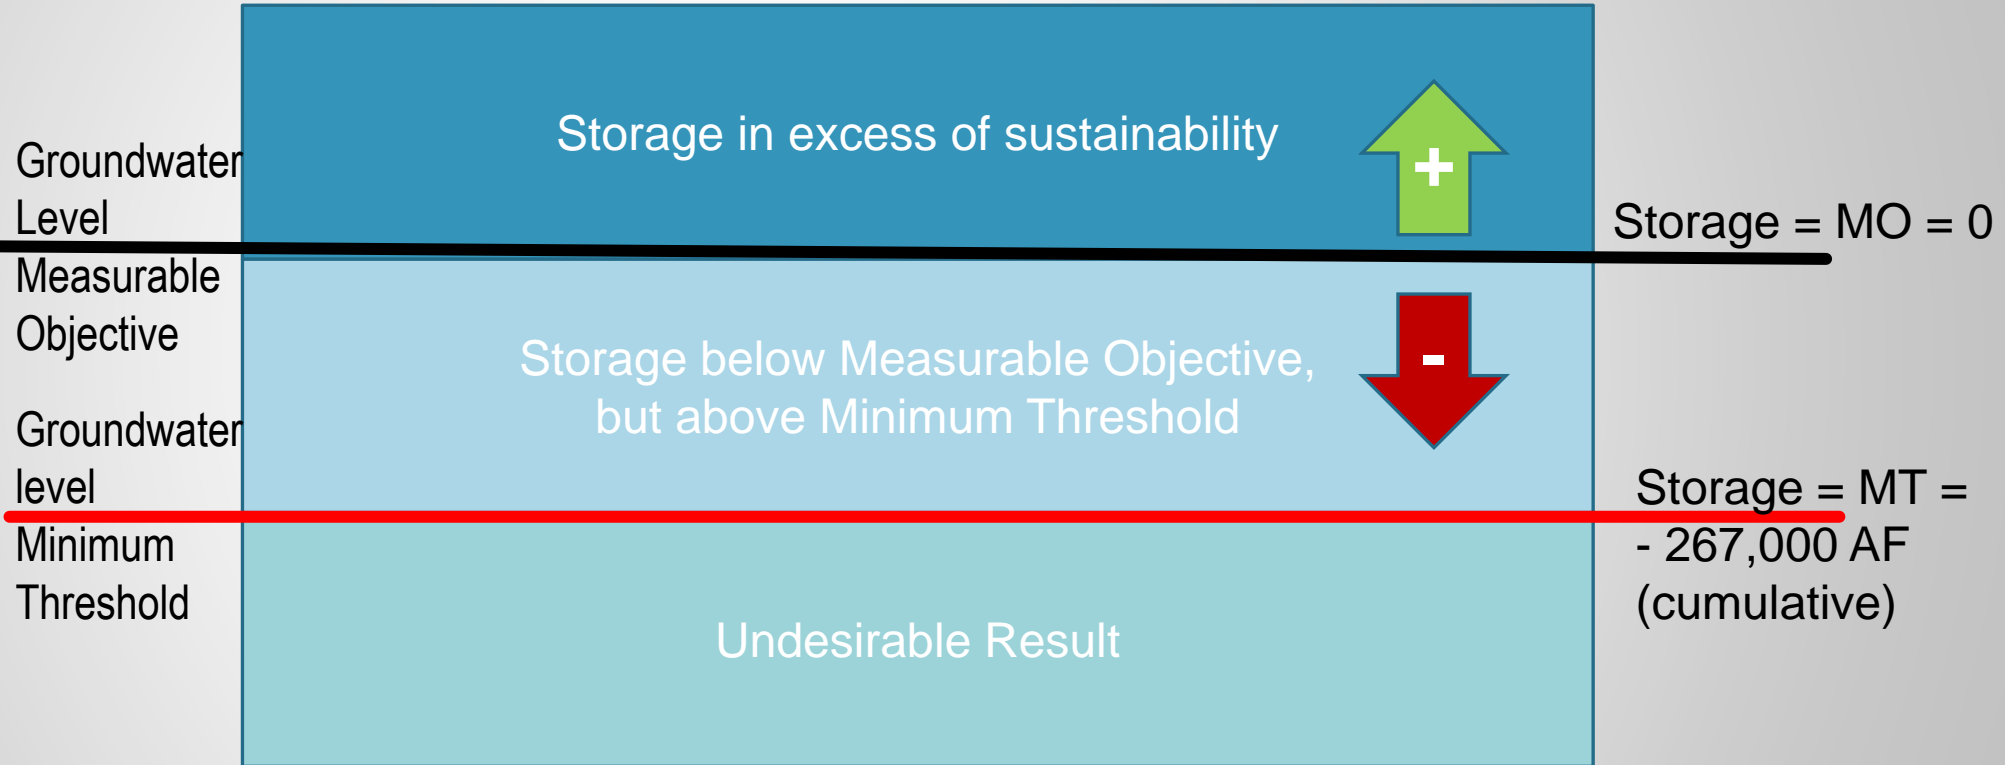 Storage in excess of sustainability
+
Groundwater
Level
Measurable
Objective
Storage = MO = 0
Storage below Measurable Objective,
but above Minimum Threshold
-
Groundwater
level
Minimum
Threshold
Storage = MT =
- 267,000 AF
(cumulative)
Undesirable Result